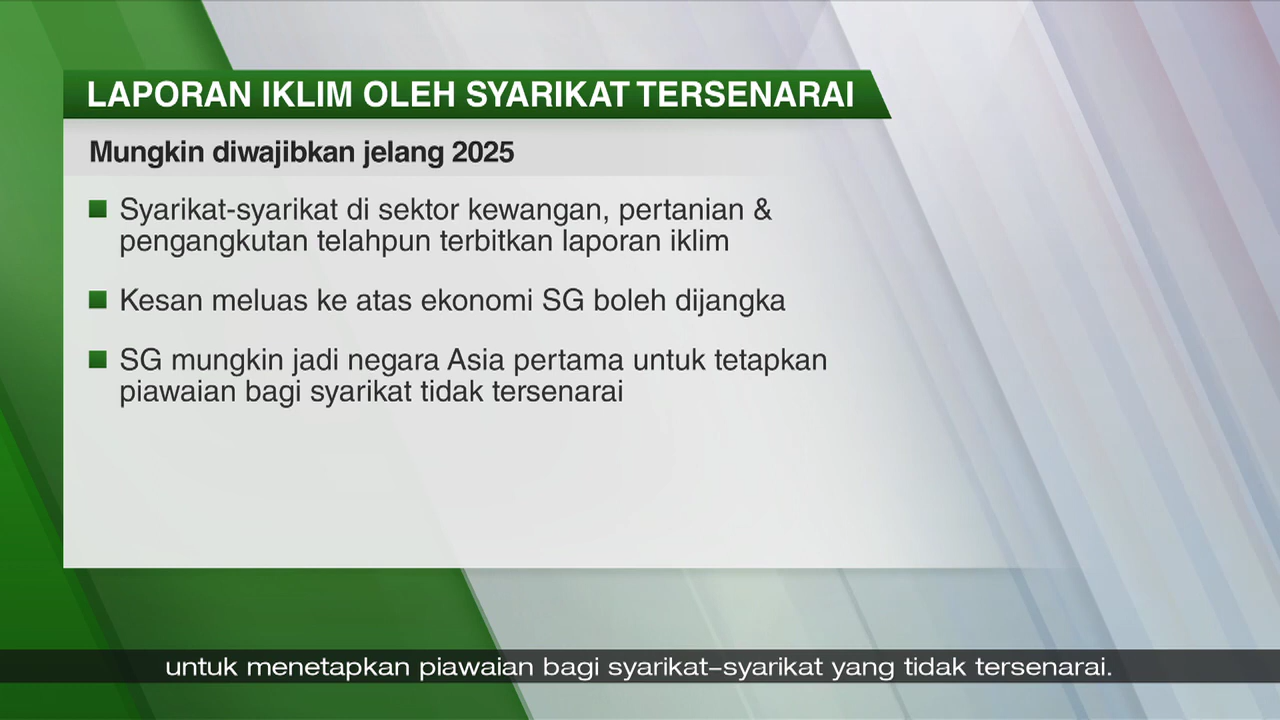 LAPORAN IKLIM OLEH SYARIKAT TERSENARAI
Mungkin diwajibkan jelang 2025
Syarikat-syarikat di sektor kewangan, pertanian &
pengangkutan telahpun terbitkan laporan iklim
Kesan meluas ke atas ekonomi SG boleh dijangka
SG mungkin jadi negara Asia pertama untuk tetapkan
piawaian bagi syarikat tidak tersenarai
untuk menetapkan piawaian bagi syarikat-syarikat yang tidak tersenarai.